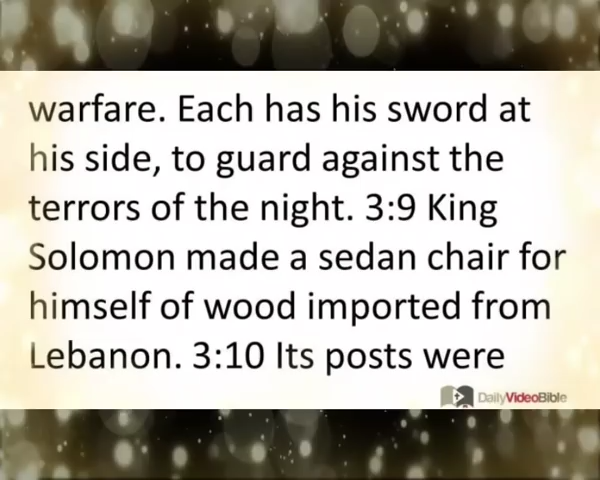 warfare. Each has his sword at
his side, to guard against the
terrors of the night. 3:9 King
Solomon made a sedan chair for
himself of wood imported from
Lebanon. 3:10 Its posts were
DailyVideoBible